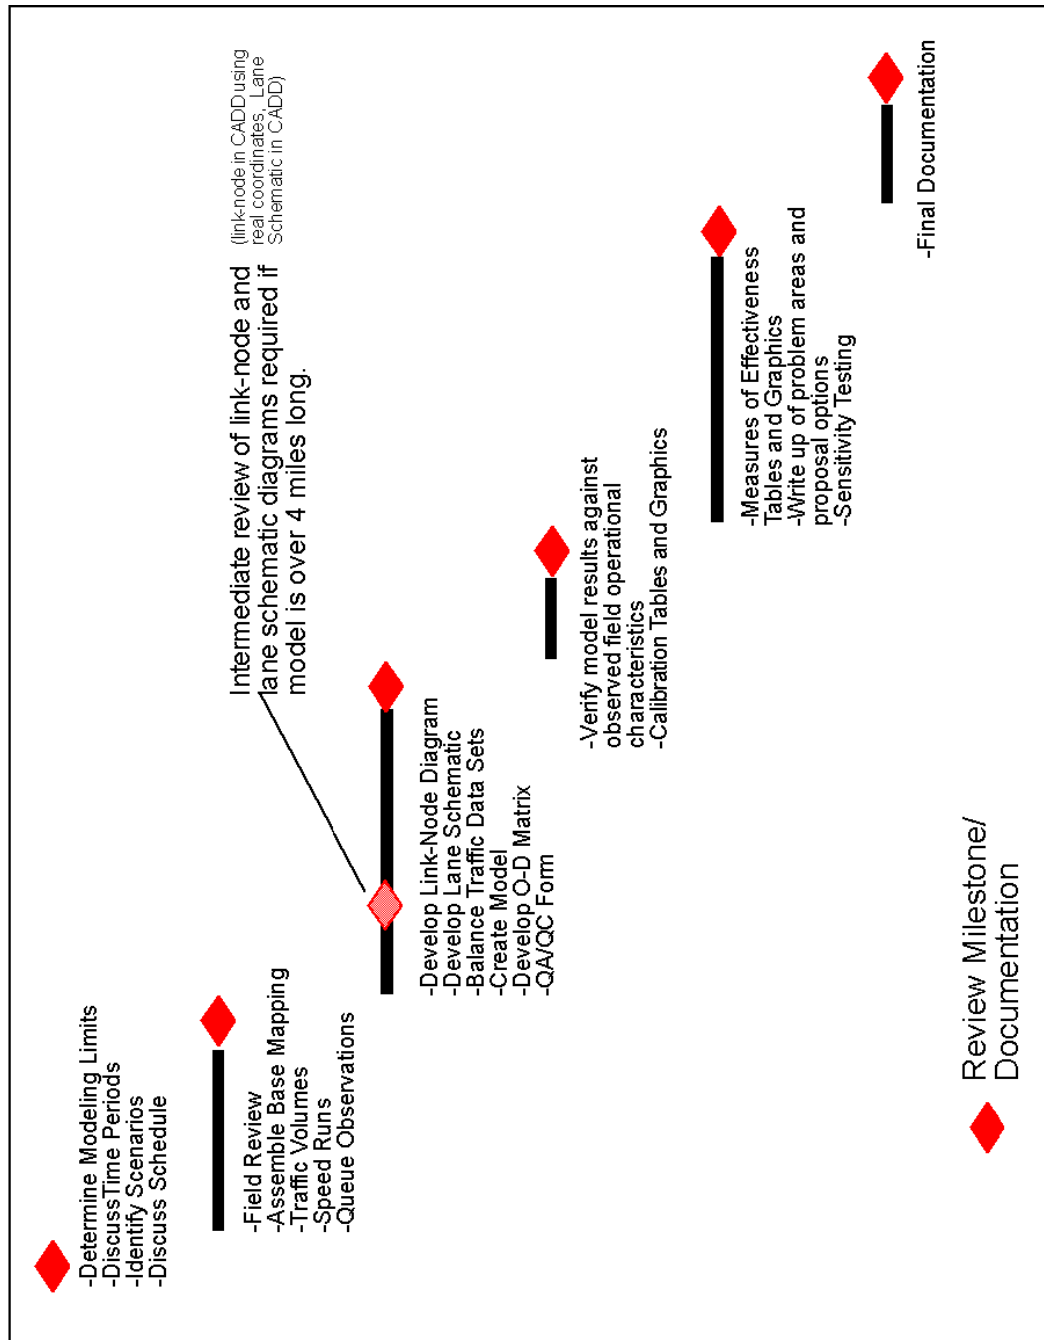 -Determine Modeling Limits
-DiscussTime Periods
-Identify Scenarios
-Discuss Schedule
-Field Review
-Assemble Base Mapping
-Traffic Volumes
-Speed Runs
-Queue Observations
Intermediate review of link-node and
lane schematic diagrams required if
model is over 4 miles long.
(link-node in CADD using
real coordinates, Lane
Schematic in CADD)
-Develop Link-Node Diagram
-Develop Lane Schematic
-Balance Traffic Data Sets
-Create Model
-Develop O-D Matrix
-QA/QC Form
-Verify model results against
observed field operational
characteristics
-Calibration Tables and Graphics
-Measures of Effectiveness
Tables and Graphics
-Write up of problem areas and
proposal options
-Sensitivity Testing
-Final Documentation
Review Milestone/
Documentation